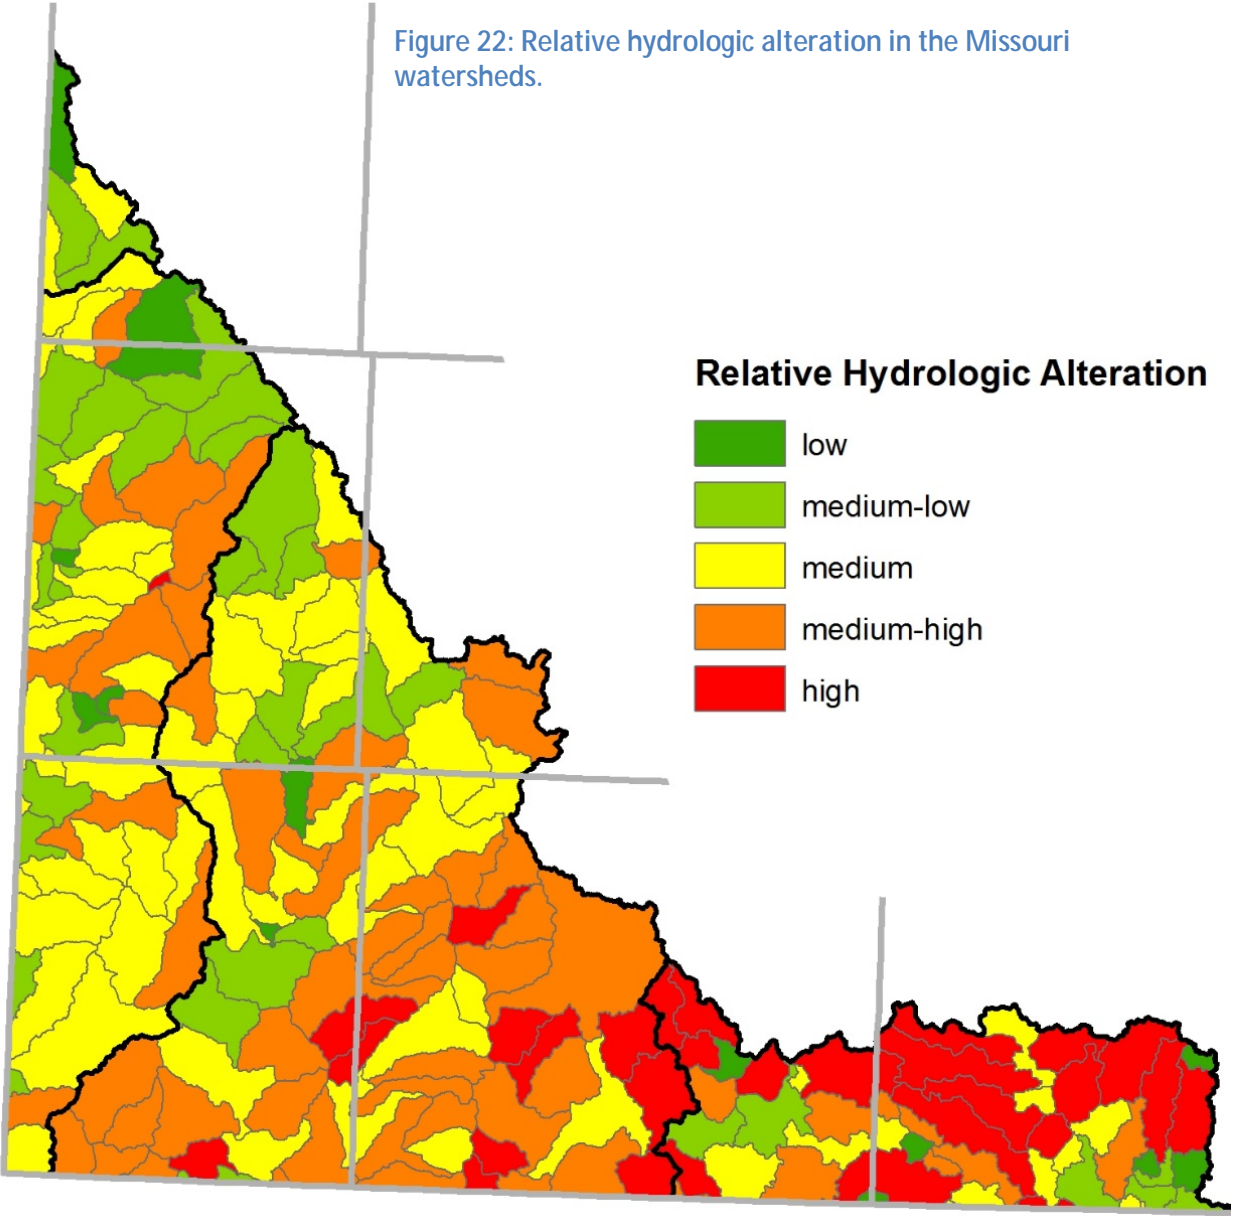 Figure 22: Relative hydrologic alteration in the Missouri
watersheds.
Relative Hydrologic Alteration
low
medium-low
medium
medium-high
high